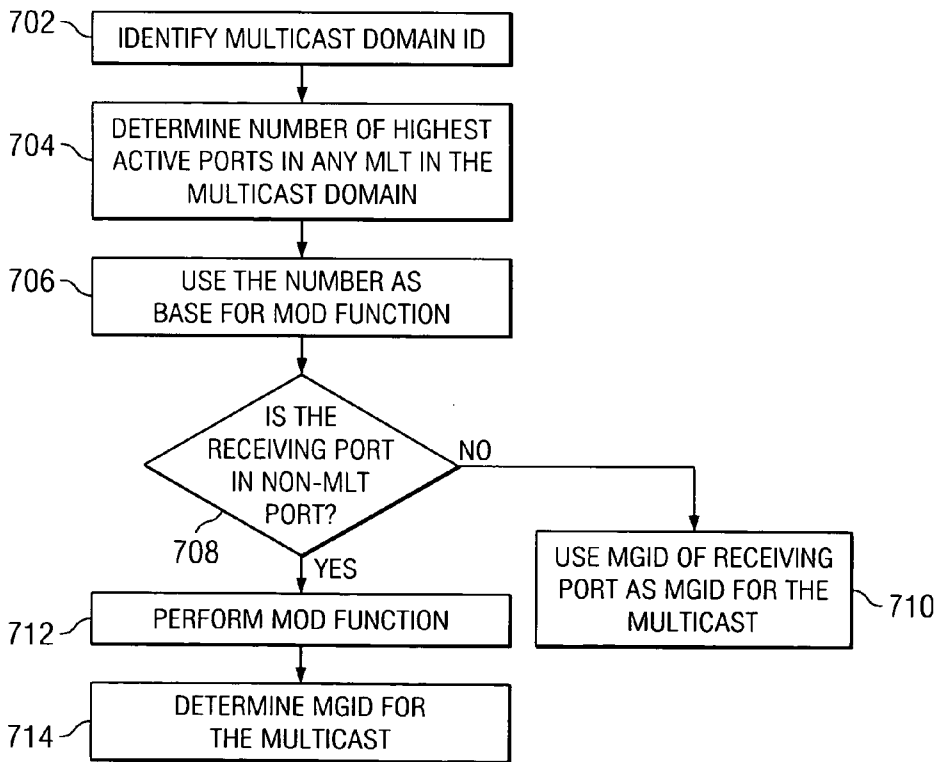 702
IDENTIFY MULTICAST DOMAIN ID
704
DETERMINE NUMBER OF HIGHEST
ACTIVE PORTS IN ANY MLT IN THE
MULTICAST DOMAIN
706
USE THE NUMBER AS
BASE FOR MOD FUNCTION
IS THE
RECEIVING PORT
IN NON-MLT
PORT?
708
NO
YES
USE MGID OF RECEIVING
PORT AS MGID FOR THE
MULTICAST
710
712
PERFORM MOD FUNCTION
714
DETERMINE MGID FOR
THE MULTICAST